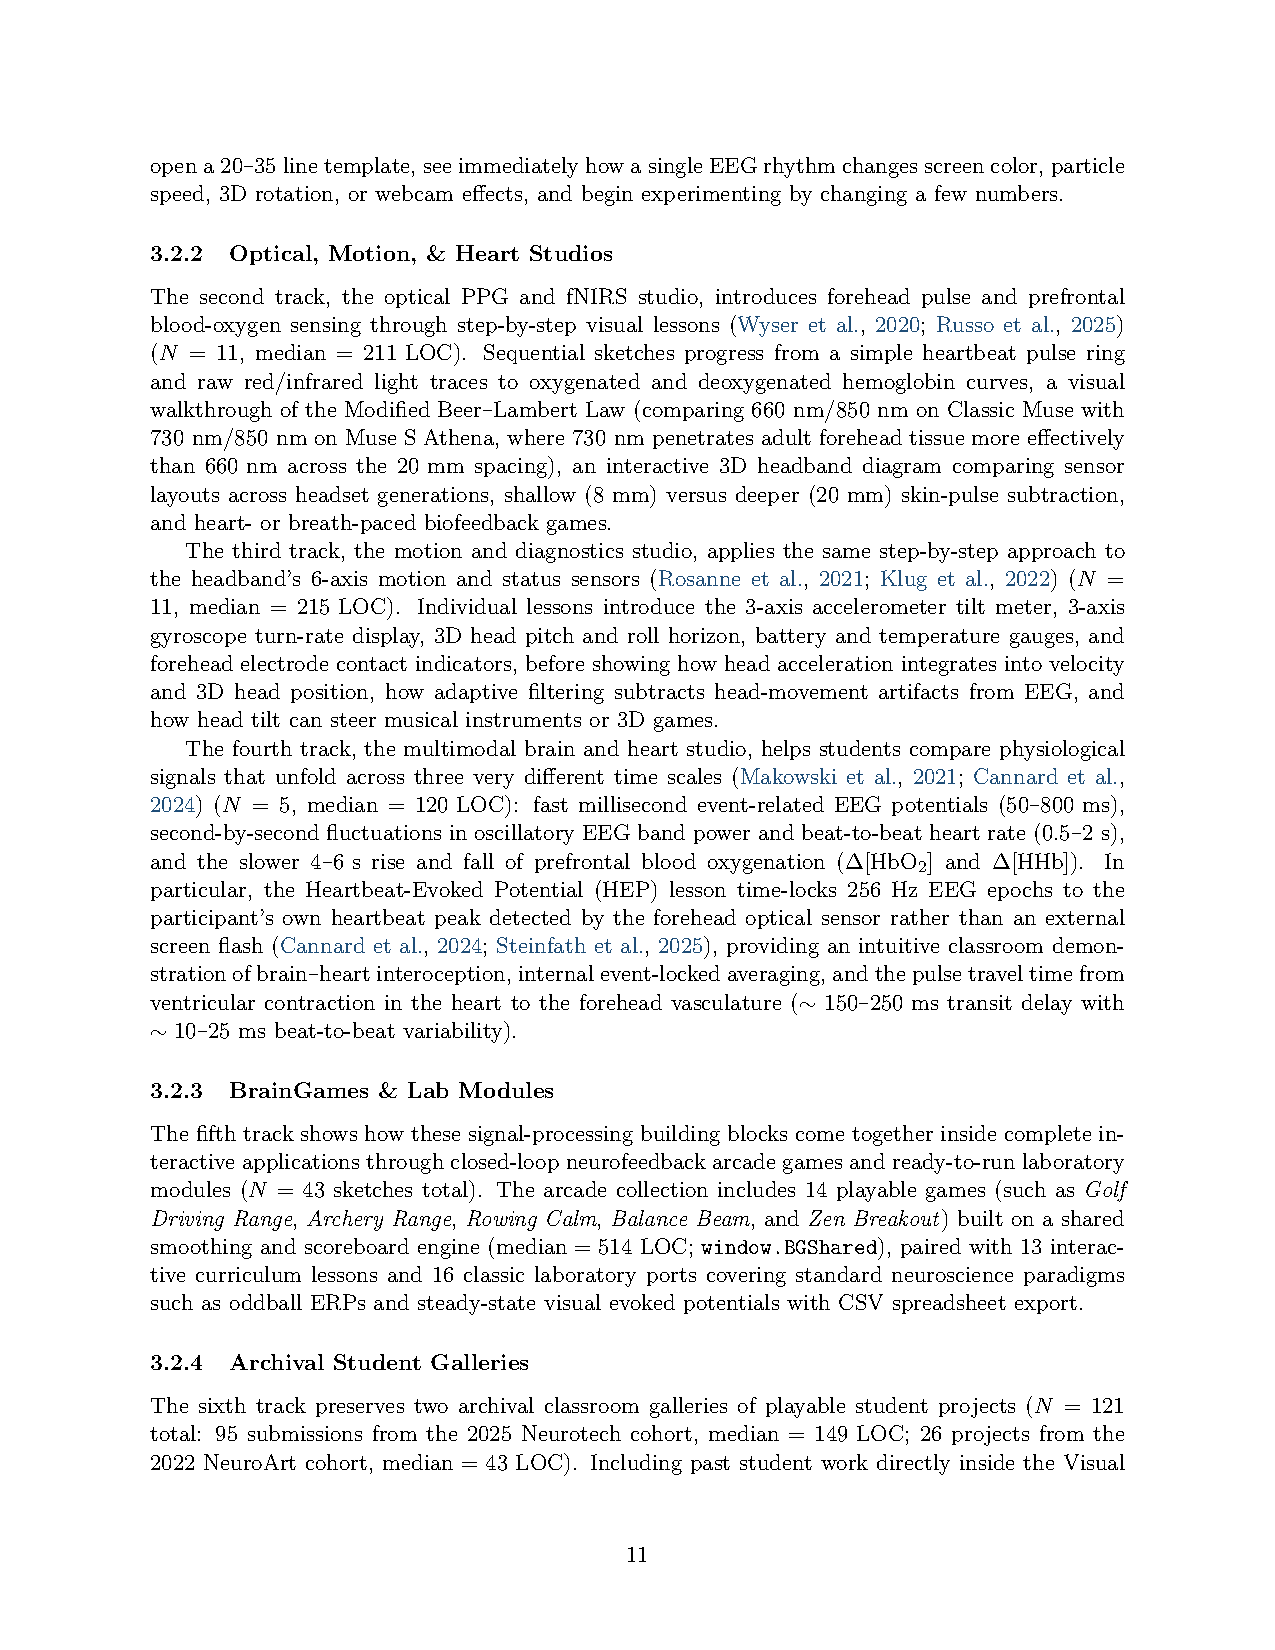 open a 20–35 line template, see immediately how a single EEG rhythm changes screen color, particle
speed, 3D rotation, or webcam effects, and begin experimenting by changing a few numbers.
3.2.2 Optical, Motion, & Heart Studios
The second track, the optical PPG and fNIRS studio, introduces forehead pulse and prefrontal
blood-oxygen sensing through step-by-step visual lessons (Wyser et al., 2020; Russo et al., 2025)
(N = 11, median = 211 LOC). Sequential sketches progress from a simple heartbeat pulse ring
and raw red/infrared light traces to oxygenated and deoxygenated hemoglobin curves, a visual
walkthrough of the Modified Beer–Lambert Law (comparing 660 nm/850 nm on Classic Muse with
730 nm/850 nm on Muse S Athena, where 730 nm penetrates adult forehead tissue more effectively
than 660 nm across the 20 mm spacing), an interactive 3D headband diagram comparing sensor
layouts across headset generations, shallow (8 mm) versus deeper (20 mm) skin-pulse subtraction,
and heart- or breath-paced biofeedback games.
The third track, the motion and diagnostics studio, applies the same step-by-step approach to
the headband's 6-axis motion and status sensors (Rosanne et al., 2021; Klug et al., 2022) (N =
11, median = 215 LOC). Individual lessons introduce the 3-axis accelerometer tilt meter, 3-axis
gyroscope turn-rate display, 3D head pitch and roll horizon, battery and temperature gauges, and
forehead electrode contact indicators, before showing how head acceleration integrates into velocity
and 3D head position, how adaptive filtering subtracts head-movement artifacts from EEG, and
how head tilt can steer musical instruments or 3D games.
The fourth track, the multimodal brain and heart studio, helps students compare physiological
signals that unfold across three very different time scales (Makowski et al., 2021; Cannard et al.,
2024) (N = 5, median = 120 LOC): fast millisecond event-related EEG potentials (50–800 ms),
second-by-second fluctuations in oscillatory EEG band power and beat-to-beat heart rate (0.5–2 s),
and the slower 4–6 s rise and fall of prefrontal blood oxygenation (Δ[HbO₂] and Δ[HHb]). In
particular, the Heartbeat-Evoked Potential (HEP) lesson time-locks 256 Hz EEG epochs to the
participant's own heartbeat peak detected by the forehead optical sensor rather than an external
screen flash (Cannard et al., 2024; Steinfath et al., 2025), providing an intuitive classroom demon-
stration of brain–heart interoception, internal event-locked averaging, and the pulse travel time from
ventricular contraction in the heart to the forehead vasculature (∼ 150–250 ms transit delay with
∼ 10–25 ms beat-to-beat variability).
3.2.3 BrainGames & Lab Modules
The fifth track shows how these signal-processing building blocks come together inside complete in-
teractive applications through closed-loop neurofeedback arcade games and ready-to-run laboratory
modules (N = 43 sketches total). The arcade collection includes 14 playable games (such as Golf
Driving Range, Archery Range, Rowing Calm, Balance Beam, and Zen Breakout) built on a shared
smoothing and scoreboard engine (median = 514 LOC; window.BGShared), paired with 13 interac-
tive curriculum lessons and 16 classic laboratory ports covering standard neuroscience paradigms
such as oddball ERPs and steady-state visual evoked potentials with CSV spreadsheet export.
3.2.4 Archival Student Galleries
The sixth track preserves two archival classroom galleries of playable student projects (N = 121
total: 95 submissions from the 2025 Neurotech cohort, median = 149 LOC; 26 projects from the
2022 NeuroArt cohort, median = 43 LOC). Including past student work directly inside the Visual
11